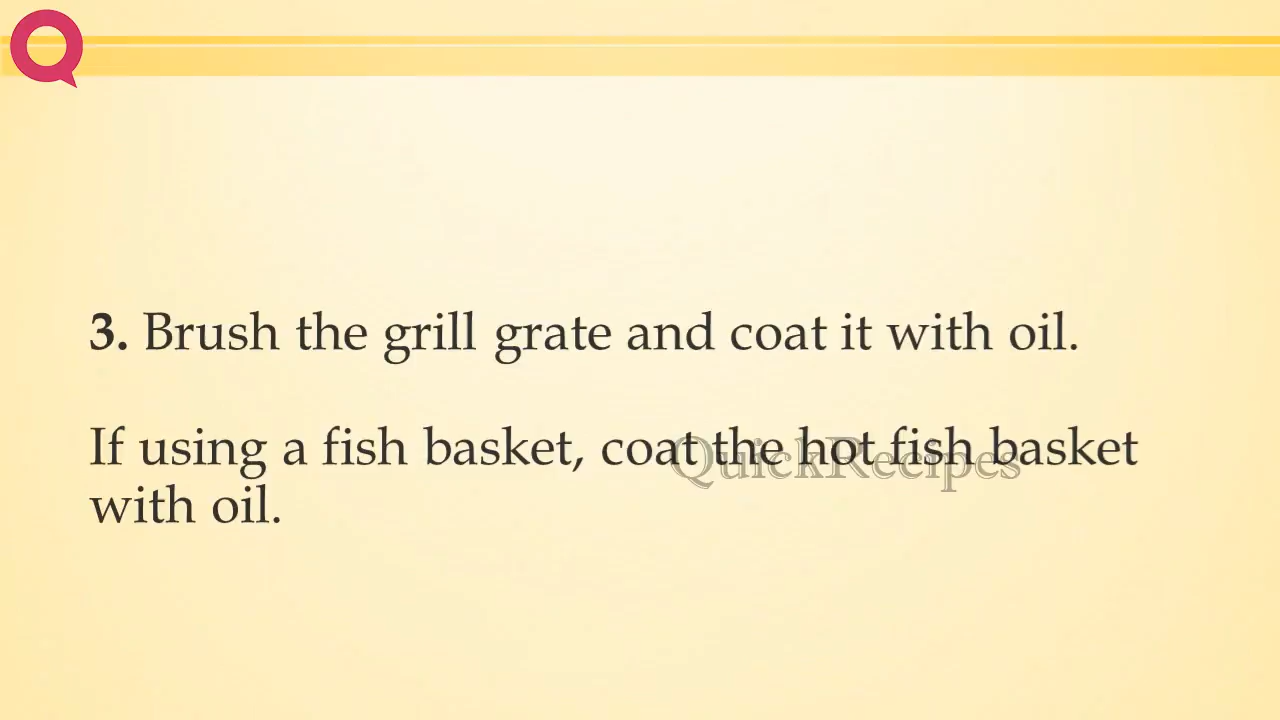 3. Brush the grill grate and coat it with oil.
If using a fish basket, coat the hot fish basket
with oil.
QuickRecipes